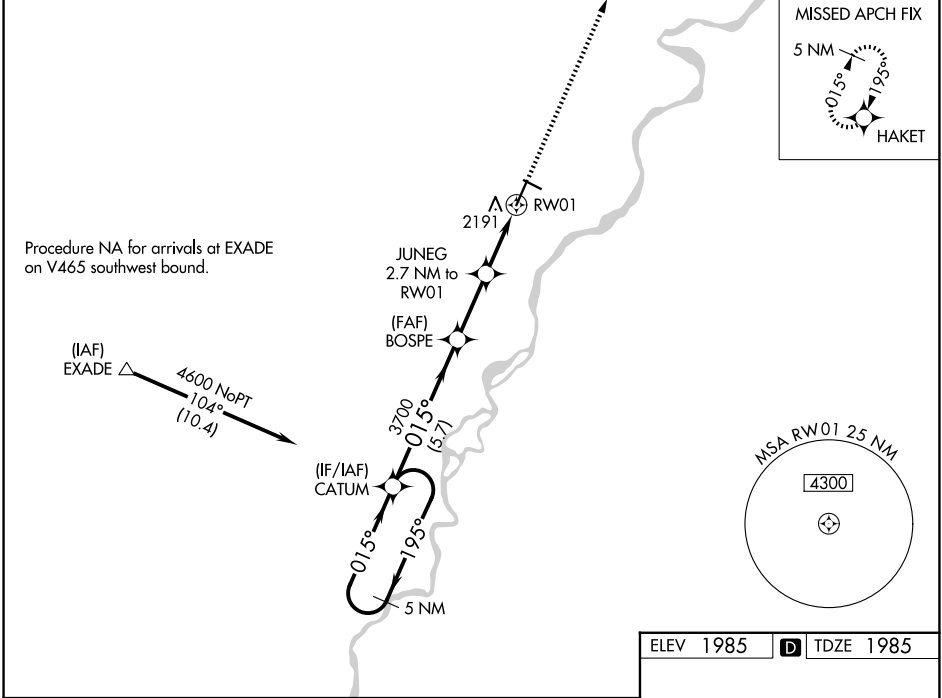 MISSED APCH FIX
5 NM
015°
195°
HAKET
RW01
2191
Procedure NA for arrivals at EXADE
on V465 southwest bound.
JUNEG
2.7 NM to
RW01
(FAF)
BOSPE
(IAF)
EXADE
4600 NoPT
104°
(10.4)
3700
015°
(5.7)
(IF/IAF)
CATUM
015°
195°
5 NM
MSA RW01 25 NM
4300
ELEV 1985 D TDZE 1985